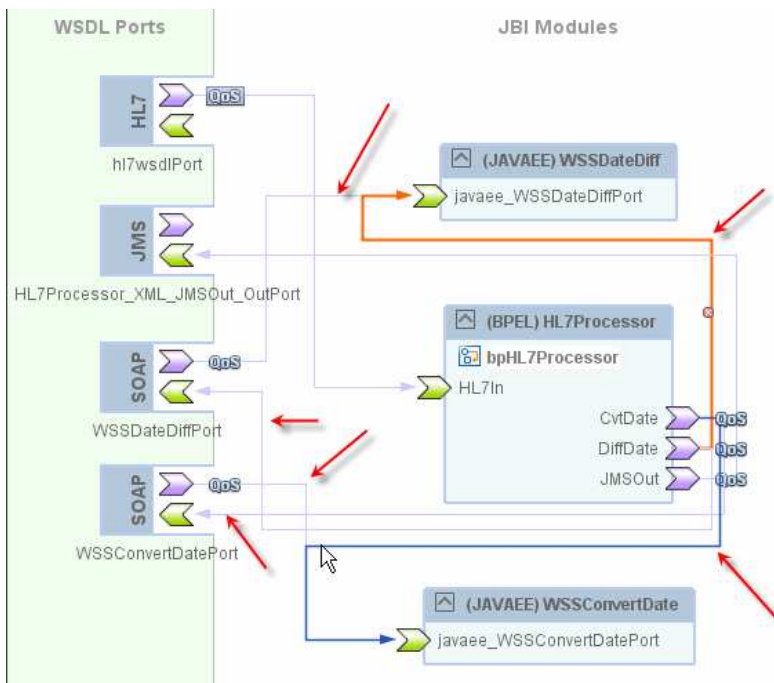 WSDL Ports
JBI Modules
HL7
QoS
hl7wsdlPort
(JAVAEE) WSSDateDiff
javaee_WSSDateDiffPort
JMS
HL7Processor_XML_JMSOut_OutPort
(BPEL) HL7Processor
bpHL7Processor
HL7In
SOAP
QoS
WSSDateDiffPort
CvtDate
QoS
DiffDate
QoS
JMSOut
QoS
SOAP
QoS
WSSConvertDatePort
(JAVAEE) WSSConvertDate
javaee_WSSConvertDatePort